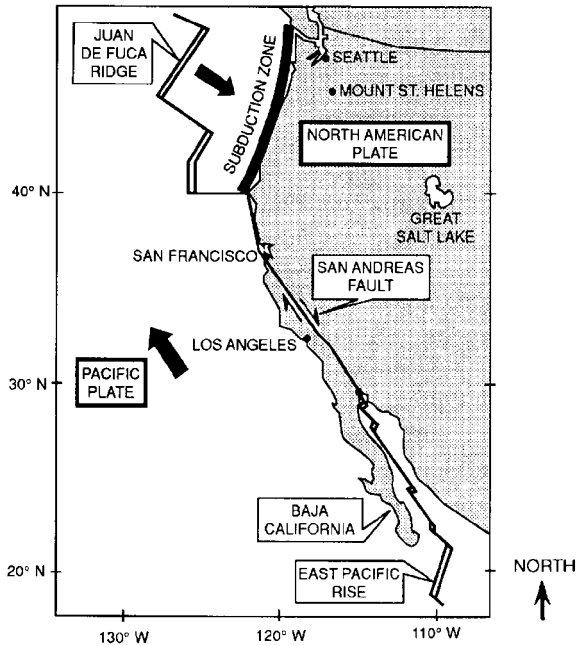 JUAN
DE FUCA
RIDGE
SUBDUCTION ZONE
SEATTLE
MOUNT ST. HELENS
NORTH AMERICAN
PLATE
40° N
GREAT
SALT LAKE
SAN FRANCISCO
SAN ANDREAS
FAULT
LOS ANGELES
PACIFIC
PLATE
30° N
BAJA
CALIFORNIA
EAST PACIFIC
RISE
20° N
NORTH
130° W
120° W
110° W